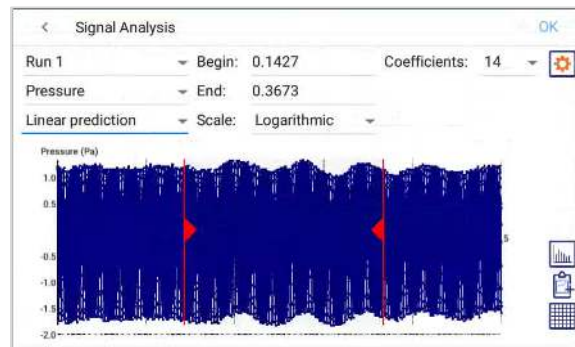 Signal Analysis OK
Run 1 Begin: 0.1427 Coefficients: 14
Pressure End: 0.3673
Linear prediction Scale: Logarithmic
Pressure (Pa)
1.0
0.5
.5
-0.5
-1.0
-1.5
-2.0